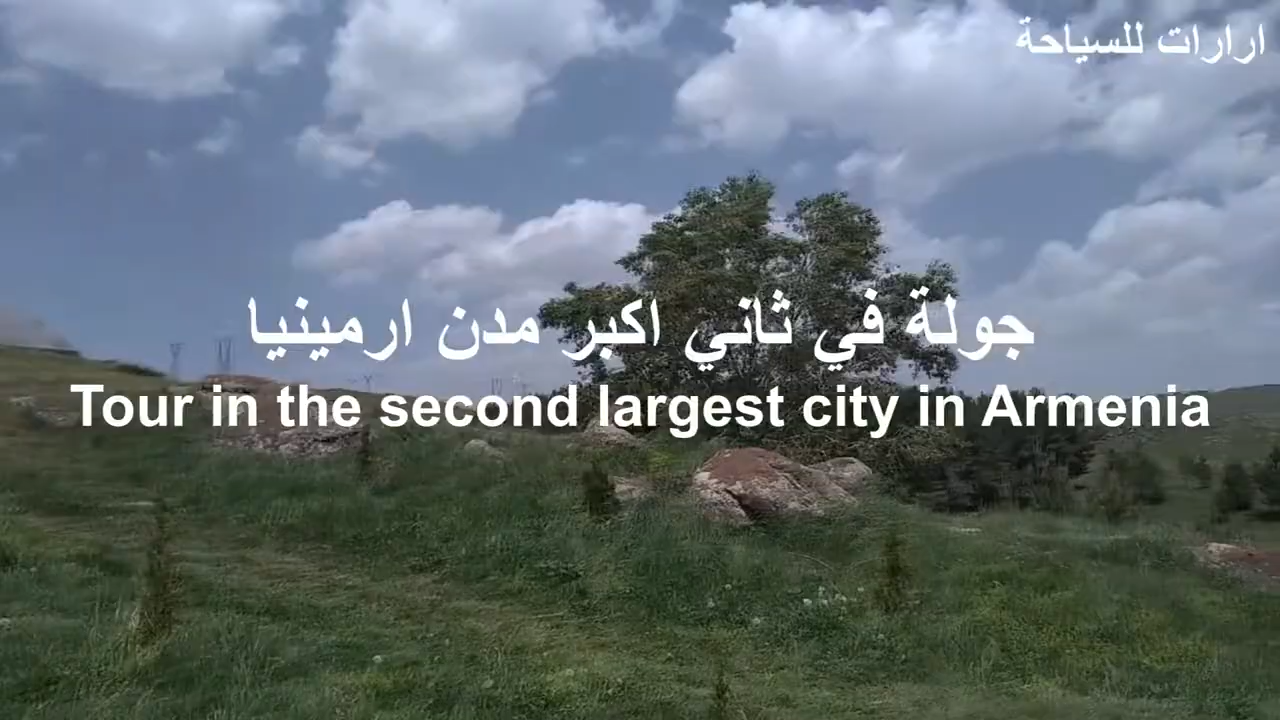 ارارات للسياحة
جولة في ثاني اكبر مدن ارمينيا
Tour in the second largest city in Armenia